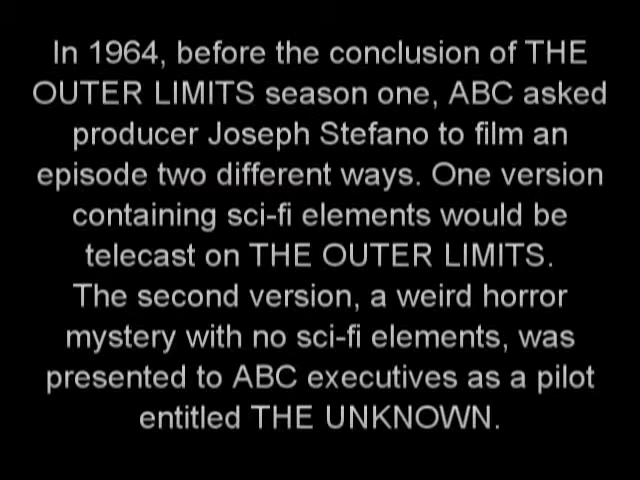 In 1964, before the conclusion of THE
OUTER LIMITS season one, ABC asked
producer Joseph Stefano to film an
episode two different ways. One version
containing sci-fi elements would be
telecast on THE OUTER LIMITS.
The second version, a weird horror
mystery with no sci-fi elements, was
presented to ABC executives as a pilot
entitled THE UNKNOWN.